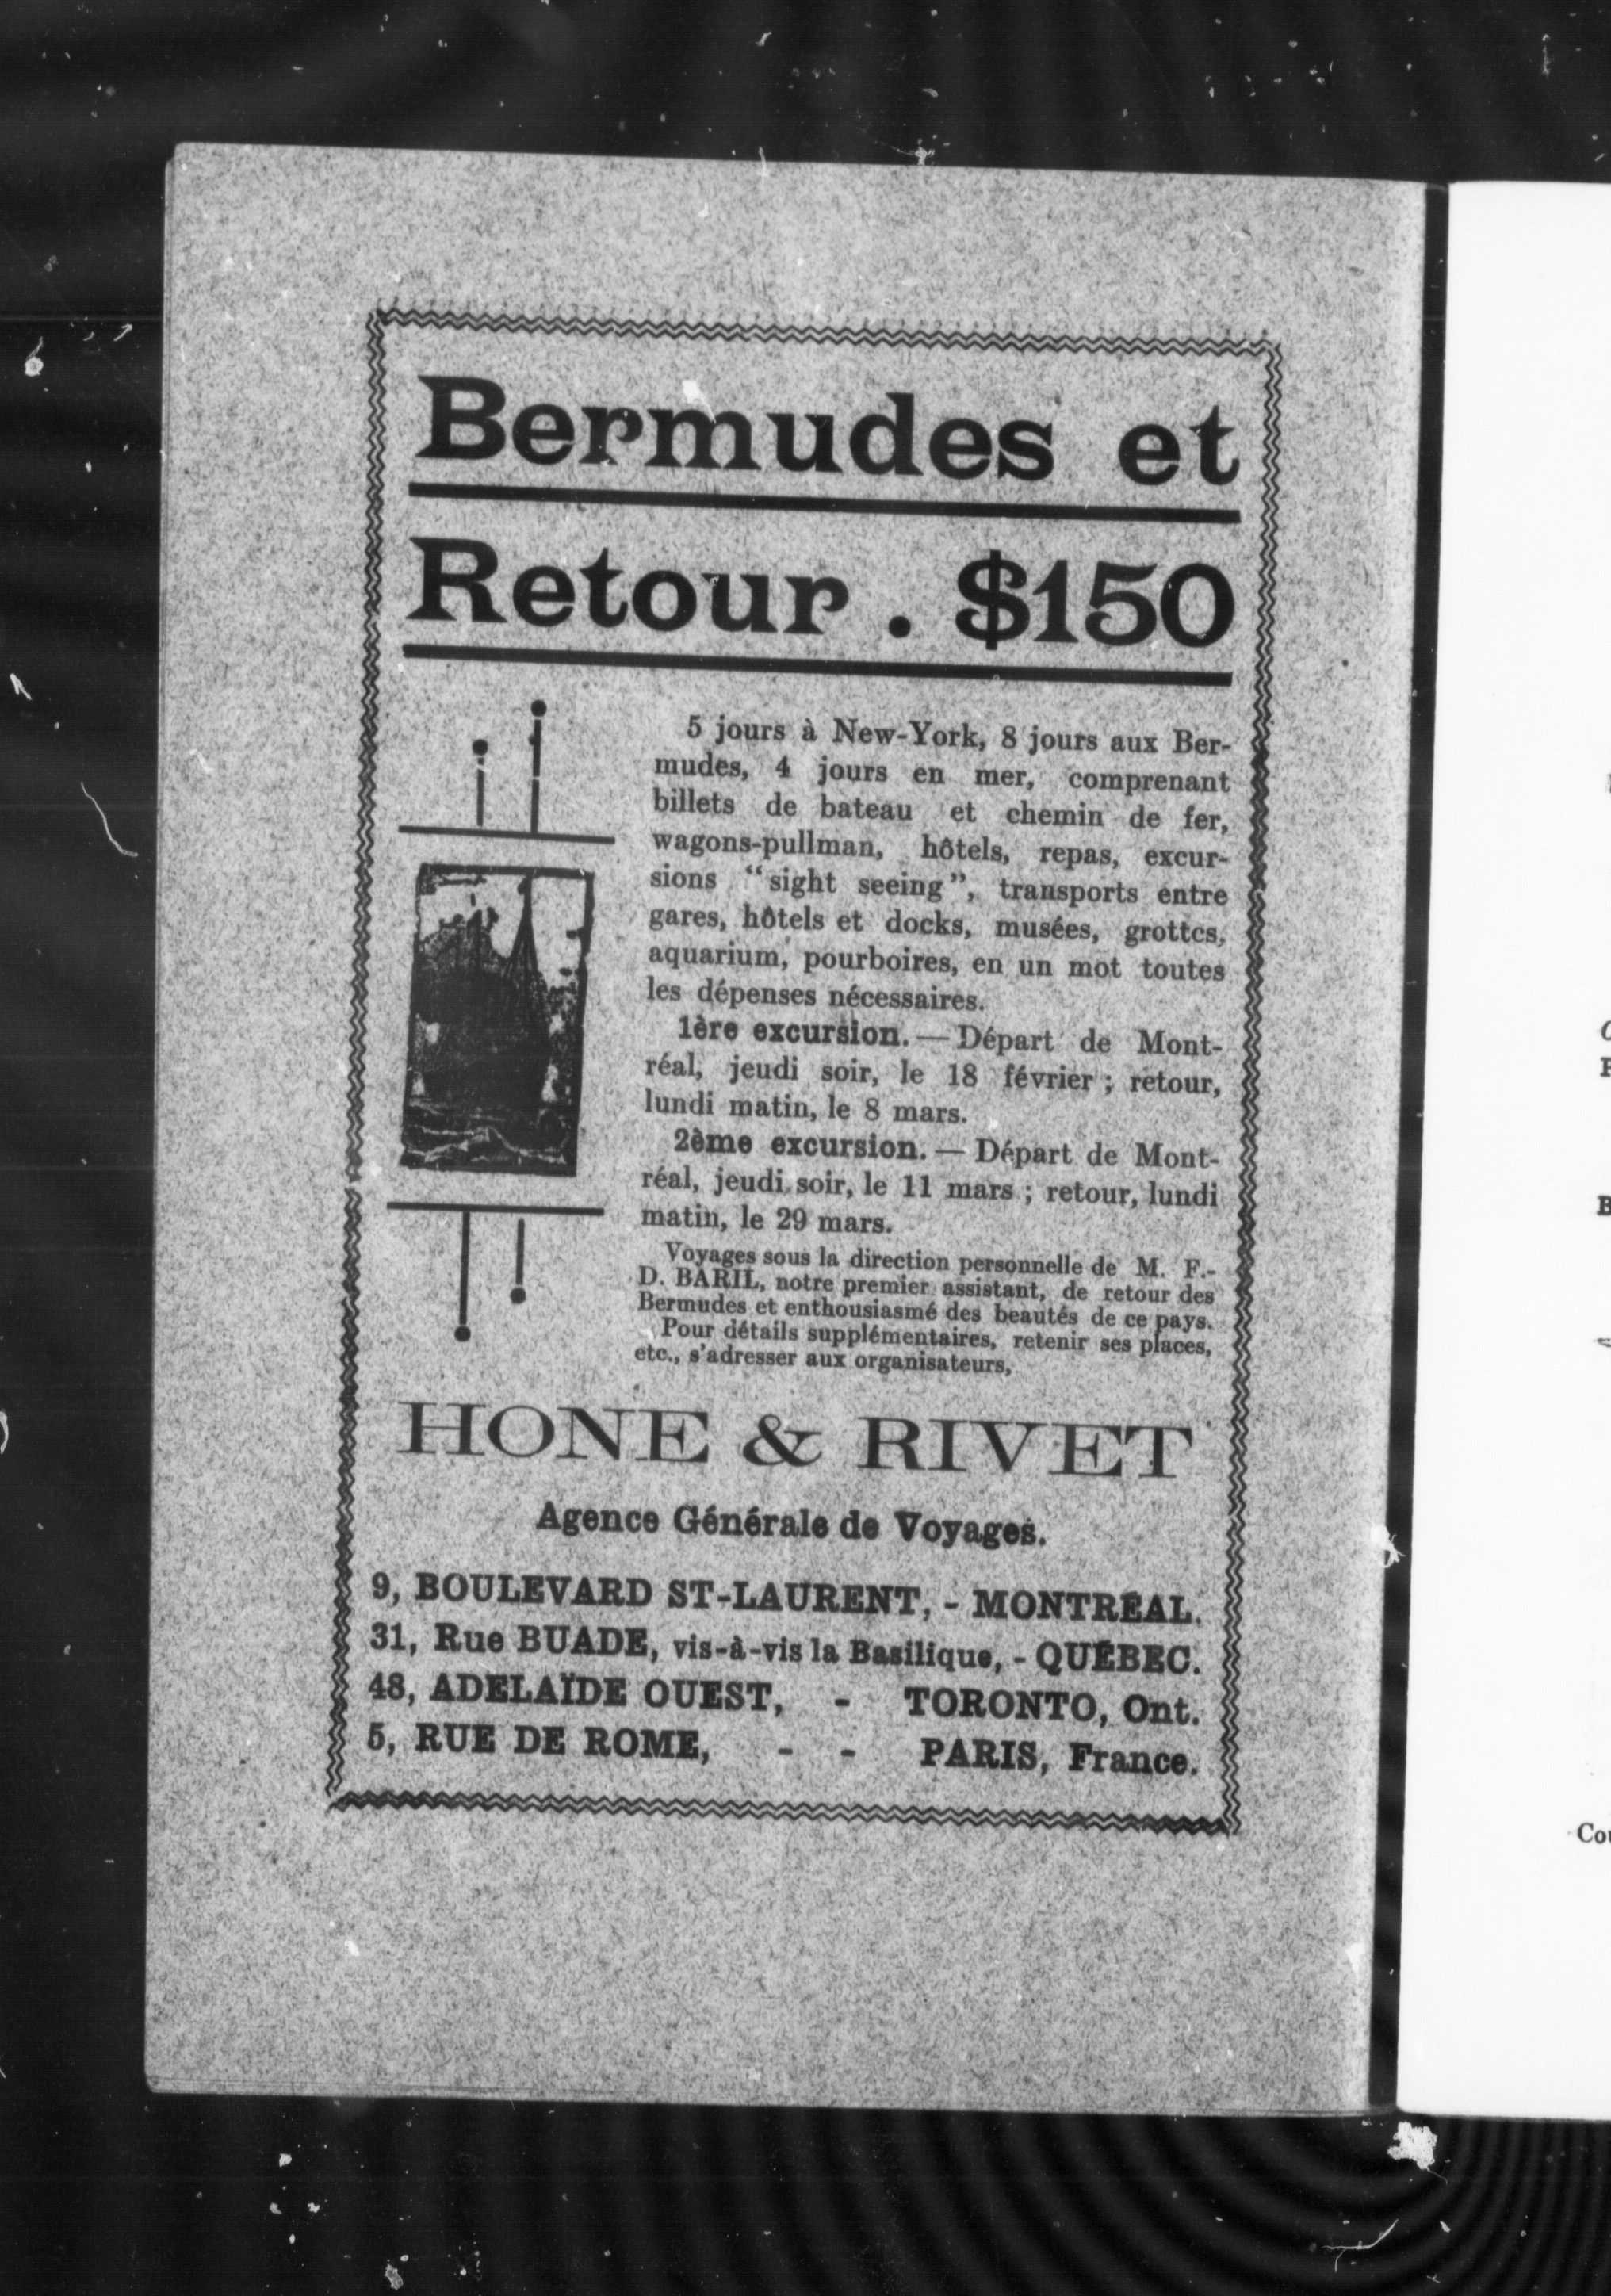 Bermudes et
Retour . $150
5 jours à New-York, 8 jours aux Ber-
mudes, 4 jours en mer, comprenant
billets de bateau et chemin de fer,
wagons-pullman, hôtels, repas, excur-
sions "sight seeing", transports entre
gares, hôtels et docks, musées, grottes,
aquarium, pourboires, en un mot toutes
les dépenses nécessaires.
1ère excursion. — Départ de Mont-
réal, jeudi soir, le 18 février ; retour,
lundi matin, le 8 mars.
2ème excursion. — Départ de Mont-
réal, jeudi soir, le 11 mars ; retour, lundi
matin, le 29 mars.
Voyages sous la direction personnelle de M. F.-
D. BARIL, notre premier assistant, de retour des
Bermudes et enthousiasmé des beautés de ce pays.
Pour détails supplémentaires, retenir ses places,
etc., s'adresser aux organisateurs,
HONE & RIVET
Agence Générale de Voyages.
9, BOULEVARD ST-LAURENT, - MONTRÉAL.
31, Rue BUADE, vis-à-vis la Basilique, - QUÉBEC.
48, ADELAÏDE OUEST, - TORONTO, Ont.
5, RUE DE ROME, - - PARIS, France.